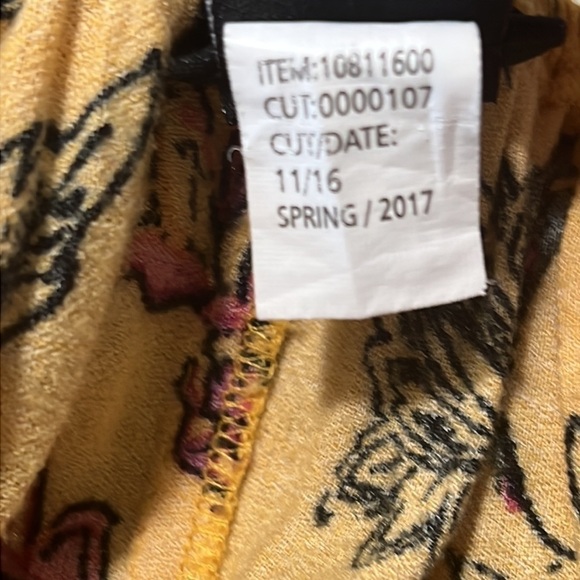 ITEM:10811600
CUT:0000107
CUT/DATE:
11/16
SPRING / 2017